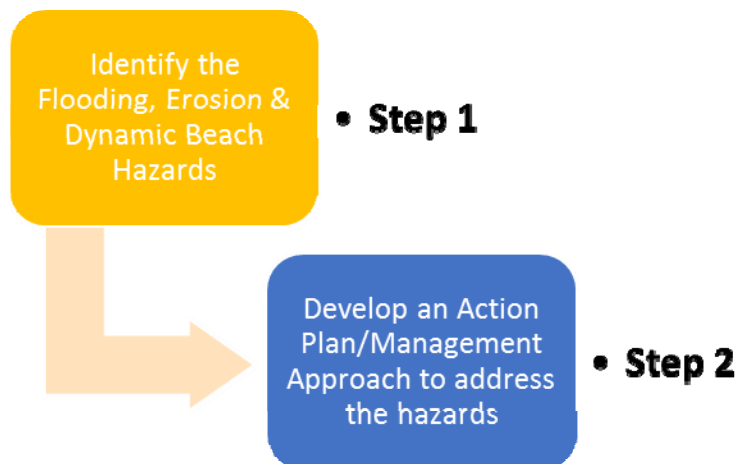 Identify the
Flooding, Erosion &
Dynamic Beach
Hazards
• Step 1
Develop an Action
Plan/Management
Approach to address
the hazards
• Step 2